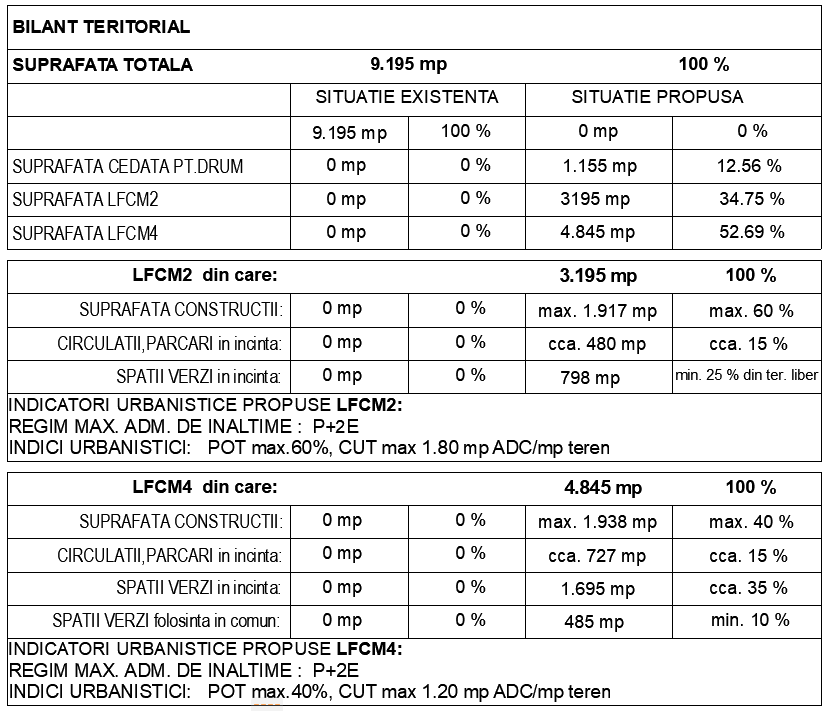 BILANT TERITORIAL
SUPRAFATA TOTALA 9.195 mp 100 %
SITUATIE EXISTENTA SITUATIE PROPUSA
9.195 mp 100 % 0 mp 0 %
SUPRAFATA CEDATA PT.DRUM 0 mp 0 % 1.155 mp 12.56 %
SUPRAFATA LFCM2 0 mp 0 % 3195 mp 34.75 %
SUPRAFATA LFCM4 0 mp 0 % 4.845 mp 52.69 %
LFCM2 din care: 3.195 mp 100 %
SUPRAFATA CONSTRUCTII: 0 mp 0 % max. 1.917 mp max. 60 %
CIRCULATII,PARCARI in incinta: 0 mp 0 % cca. 480 mp cca. 15 %
SPATII VERZI in incinta: 0 mp 0 % 798 mp min. 25 % din ter. liber
INDICATORI URBANISTICE PROPUSE LFCM2:
REGIM MAX. ADM. DE INALTIME : P+2E
INDICI URBANISTICI: POT max.60%, CUT max 1.80 mp ADC/mp teren
LFCM4 din care: 4.845 mp 100 %
SUPRAFATA CONSTRUCTII: 0 mp 0 % max. 1.938 mp max. 40 %
CIRCULATII,PARCARI in incinta: 0 mp 0 % cca. 727 mp cca. 15 %
SPATII VERZI in incinta: 0 mp 0 % 1.695 mp cca. 35 %
SPATII VERZI folosinta in comun: 0 mp 0 % 485 mp min. 10 %
INDICATORI URBANISTICE PROPUSE LFCM4:
REGIM MAX. ADM. DE INALTIME : P+2E
INDICI URBANISTICI: POT max.40%, CUT max 1.20 mp ADC/mp teren